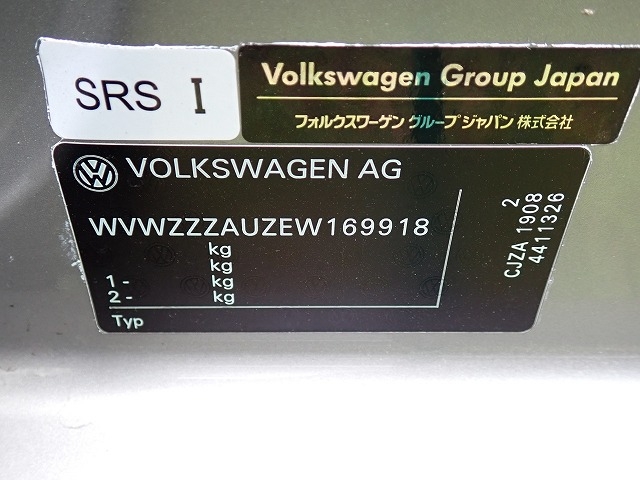 SRS I
Volkswagen Group Japan
フォルクスワーゲン グループ ジャパン 株式会社
VOLKSWAGEN AG
WVWZZZAUZEW169918
kg
kg
1 - kg
2 - kg
Typ
2
CJZA 1908
4411326